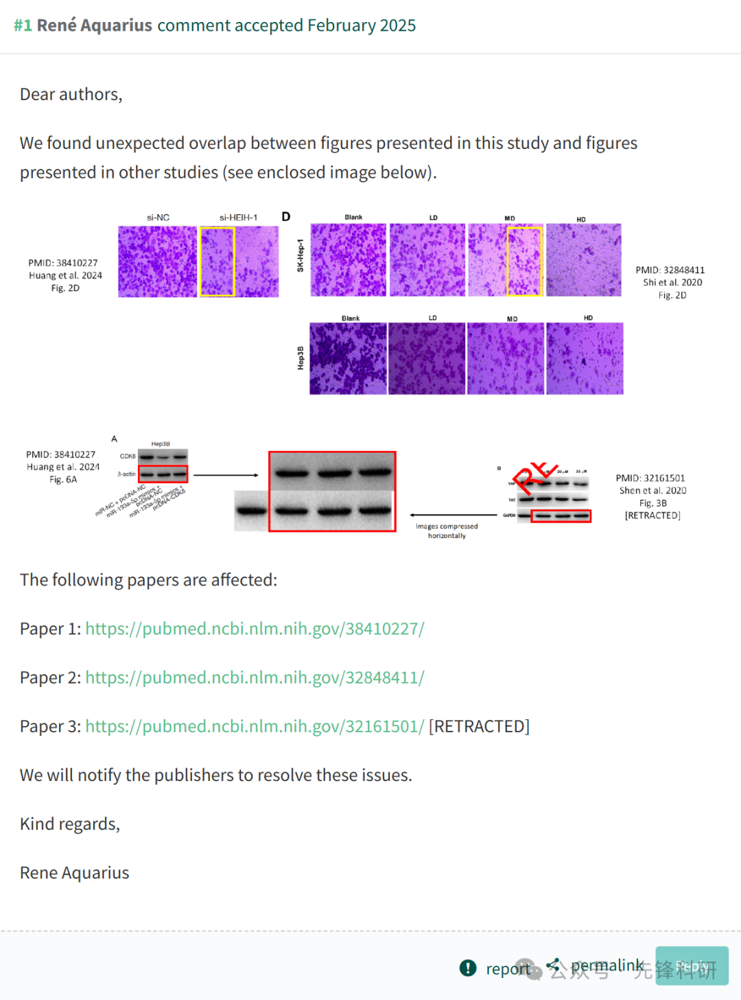 #1 René Aquarius comment accepted February 2025
Dear authors,
We found unexpected overlap between figures presented in this study and figures
presented in other studies (see enclosed image below).
si-NC
si-HEIH-1
D
Blank
LD
MD
HD
SK-Hep-1
PMID: 38410227
Huang et al. 2024
Fig. 2D
PMID: 32848411
Shi et al. 2020
Fig. 2D
Blank
LD
MD
HD
Hep3B
A
Hep3B
CDK8
β-actin
miR-NC + pcDNA-NC
miR-193a-5p mimics +
pcDNA-NC
miR-193a-5p mimics +
pcDNA-CDK8
PMID: 38410227
Huang et al. 2024
Fig. 6A
Images compressed
horizontally
B
RE
20 μM
YAP
TAZ
GAPDH
PMID: 32161501
Shen et al. 2020
Fig. 3B
[RETRACTED]
The following papers are affected:
Paper 1: https://pubmed.ncbi.nlm.nih.gov/38410227/
Paper 2: https://pubmed.ncbi.nlm.nih.gov/32848411/
Paper 3: https://pubmed.ncbi.nlm.nih.gov/32161501/ [RETRACTED]
We will notify the publishers to resolve these issues.
Kind regards,
Rene Aquarius
report
permalink
Reply
公众号 · 先锋科研